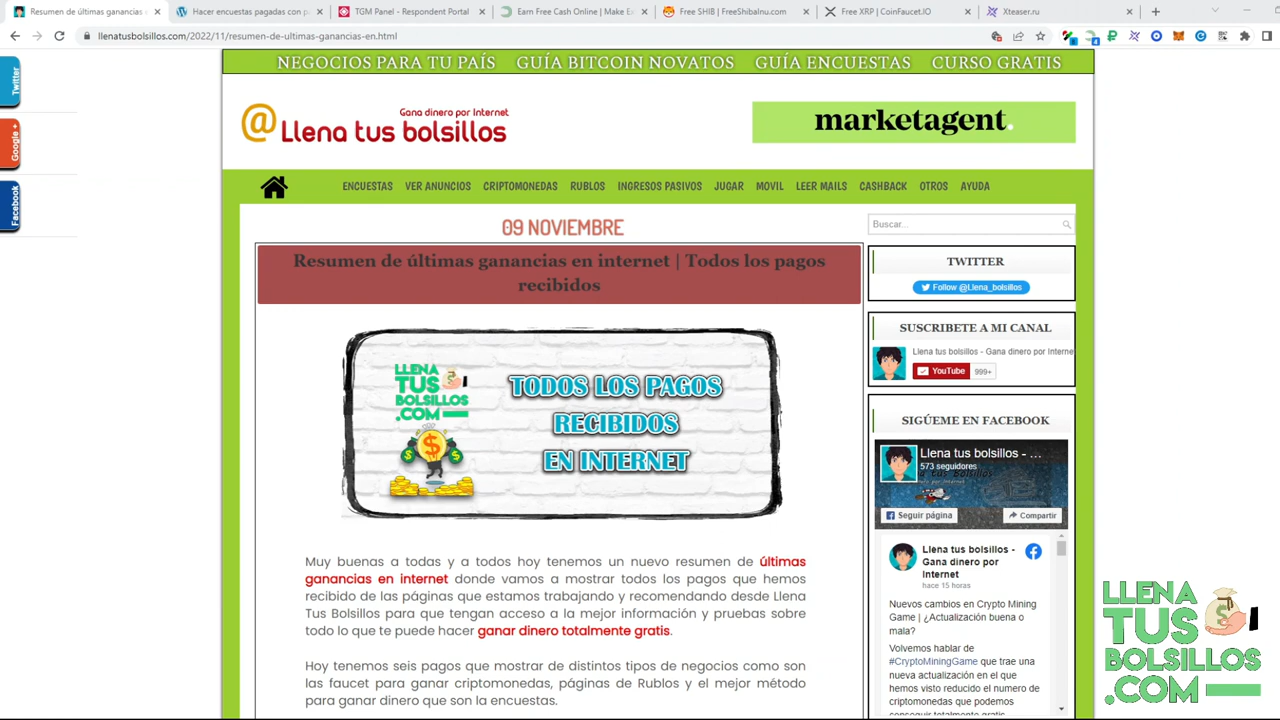 Resumen de últimas ganancias e
Hacer encuestas pagadas con p
TGM Panel - Respondent Portal
Earn Free Cash Online | Make Ex
Free SHIB | FreeShibaInu.com
Free XRP | CoinFaucet.IO
Xteaser.ru
llenatusbolsillos.com/2022/11/resumen-de-ultimas-ganancias-en.html
Twitter
Google +
Facebook
NEGOCIOS PARA TU PAÍS GUÍA BITCOIN NOVATOS GUÍA ENCUESTAS CURSO GRATIS
@
Gana dinero por Internet
Llena tus bolsillos
marketagent.
ENCUESTAS VER ANUNCIOS CRIPTOMONEDAS RUBLOS INGRESOS PASIVOS JUGAR MOVIL LEER MAILS CASHBACK OTROS AYUDA
09 NOVIEMBRE
Resumen de últimas ganancias en internet | Todos los pagos
recibidos
LLENA
TUS
BOLSILLOS
.COM
TODOS LOS PAGOS
RECIBIDOS
EN INTERNET
Muy buenas a todas y a todos hoy tenemos un nuevo resumen de últimas
ganancias en internet donde vamos a mostrar todos los pagos que hemos
recibido de las páginas que estamos trabajando y recomendando desde Llena
Tus Bolsillos para que tengan acceso a la mejor información y pruebas sobre
todo lo que te puede hacer ganar dinero totalmente gratis.
Hoy tenemos seis pagos que mostrar de distintos tipos de negocios como son
las faucet para ganar criptomonedas, páginas de Rublos y el mejor método
para ganar dinero que son la encuestas.
Buscar...
TWITTER
Follow @Llena_bolsillos
SUSCRIBETE A MI CANAL
Llena tus bolsillos - Gana dinero por Interne
YouTube 999+
SIGÚEME EN FACEBOOK
Llena tus bolsillos - ...
573 seguidores
Seguir página
Compartir
Llena tus bolsillos -
Gana dinero por
Internet
hace 15 horas
Nuevos cambios en Crypto Mining
Game | ¿Actualización buena o
mala?
Volvemos hablar de
#CryptoMiningGame que trae una
nueva actualización en el que
hemos visto reducido el numero de
criptomonedas que podemos
conseguir totalmente gratis
LLENA
TUS
BOLSILLOS
.COM